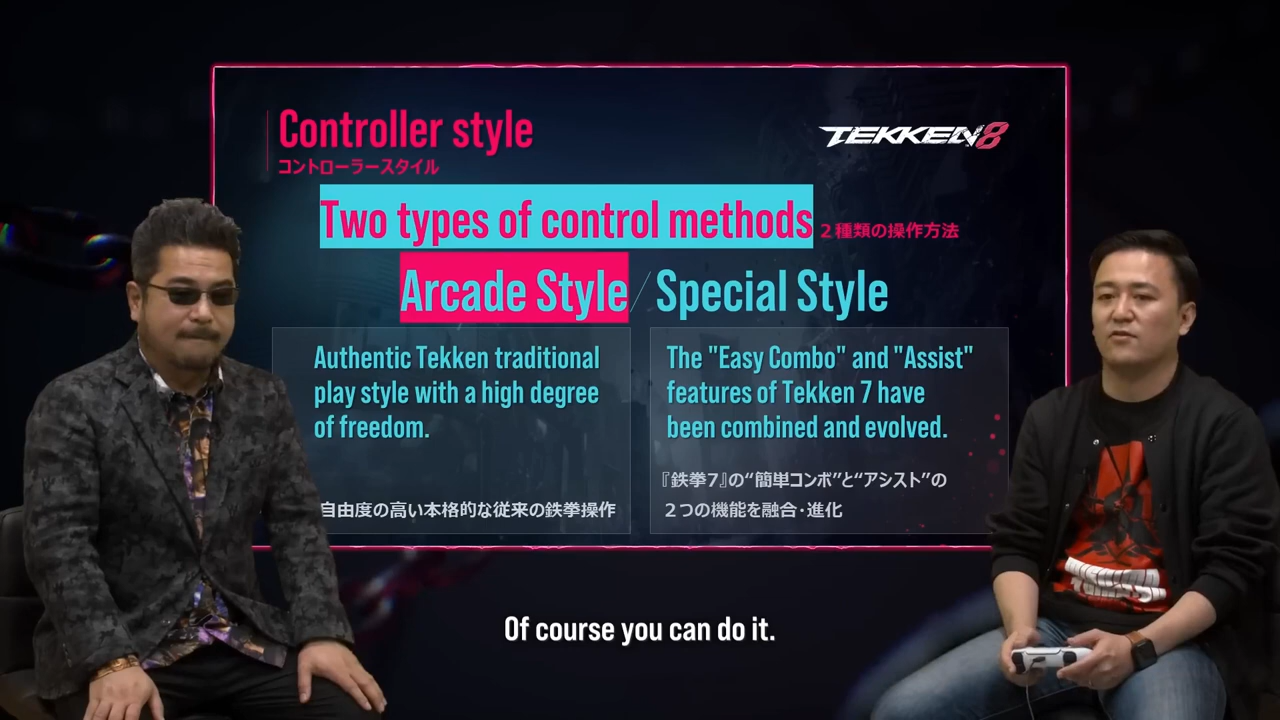 Controller style
コントローラースタイル
TEKKEN 8
Two types of control methods 2種類の操作方法
Arcade Style / Special Style
Authentic Tekken traditional
play style with a high degree
of freedom.
自由度の高い本格的な従来の鉄拳操作
The "Easy Combo" and "Assist"
features of Tekken 7 have
been combined and evolved.
『鉄拳7』の“簡単コンボ”と“アシスト”の
2つの機能を融合・進化
Of course you can do it.